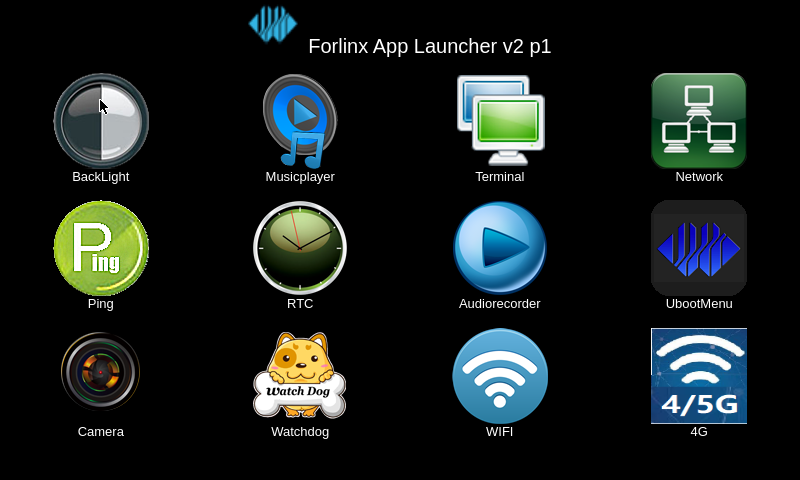 Forlinx App Launcher v2 p1
BackLight
Musicplayer
Terminal
Network
Ping
Ping
RTC
Audiorecorder
UbootMenu
Watch Dog
4/5G
Camera
Watchdog
WIFI
4G